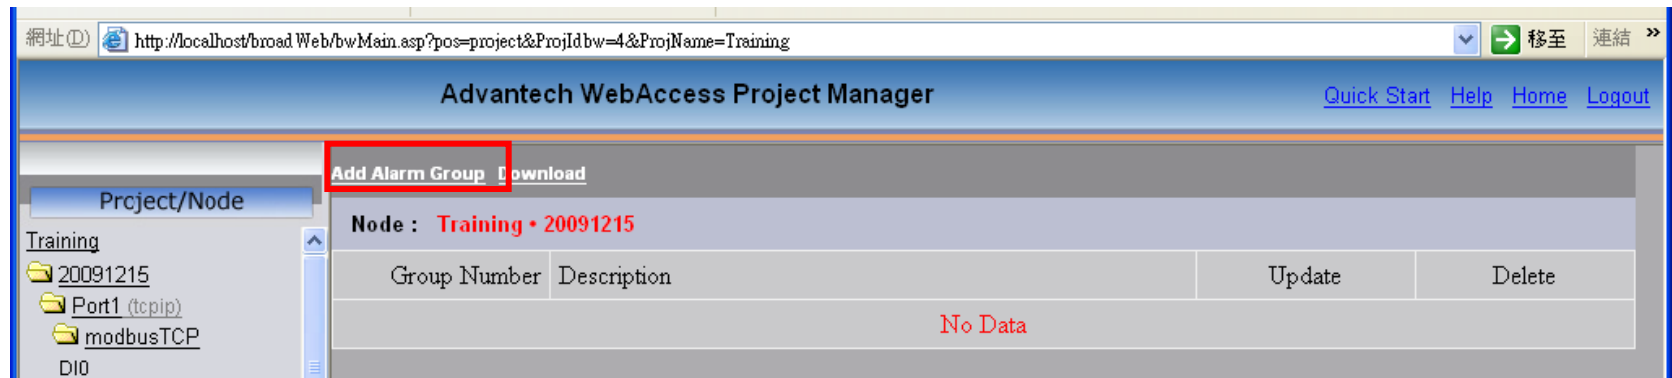 網址(D) http://localhost/broadWeb/bwMain.asp?pos=project&ProjIdbw=4&ProjName=Training 移至 連結 »
Advantech WebAccess Project Manager Quick Start Help Home Logout
Add Alarm Group Download
Project/Node
Node : Training • 20091215
Training
Group Number Description Update Delete
20091215
Port1 (tcpip)
No Data
modbusTCP
DI0